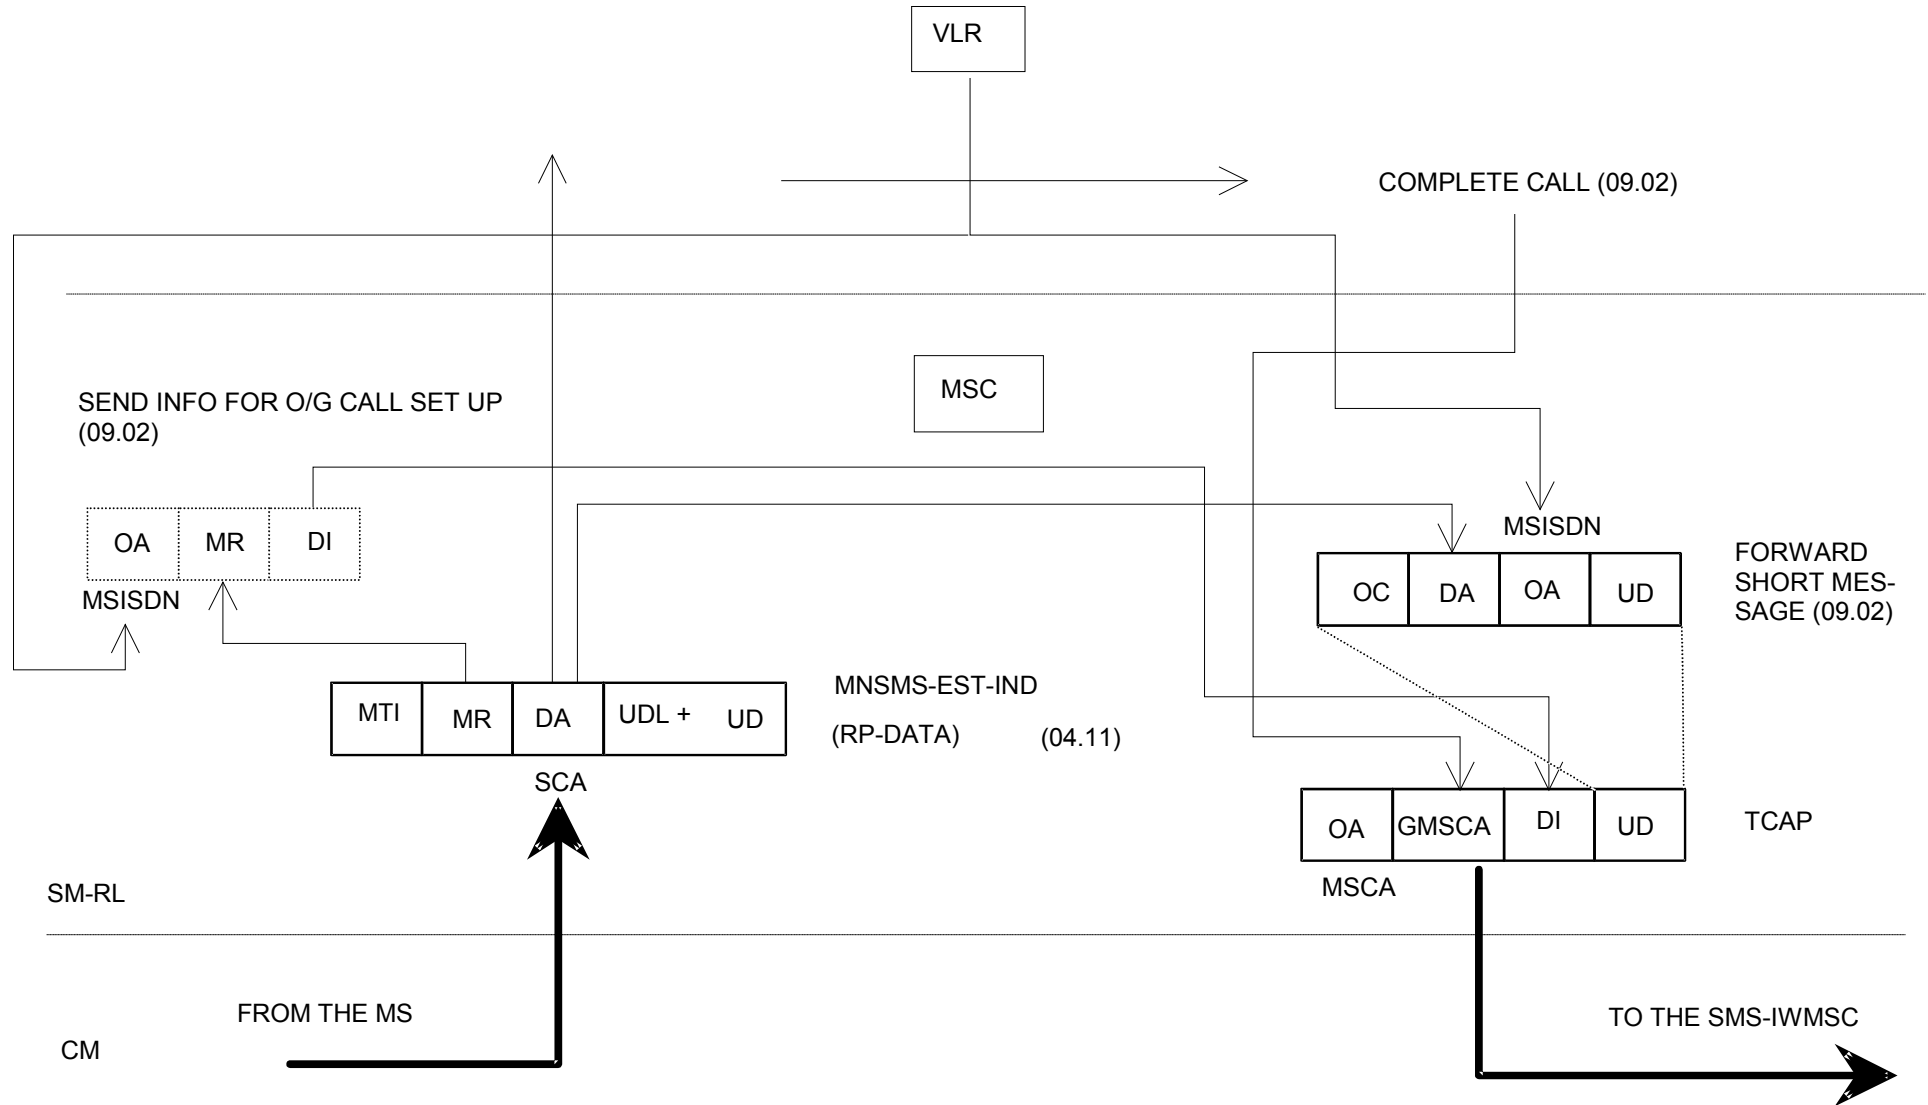 VLR
COMPLETE CALL (09.02)
MSC
SEND INFO FOR O/G CALL SET UP
(09.02)
OA MR DI
MSISDN
MSISDN
OC DA OA UD
FORWARD
SHORT MES-
SAGE (09.02)
MTI MR DA UDL + UD
MNSMS-EST-IND
(RP-DATA) (04.11)
SCA
OA GMSCA DI UD
TCAP
MSCA
SM-RL
FROM THE MS
TO THE SMS-IWMSC
CM